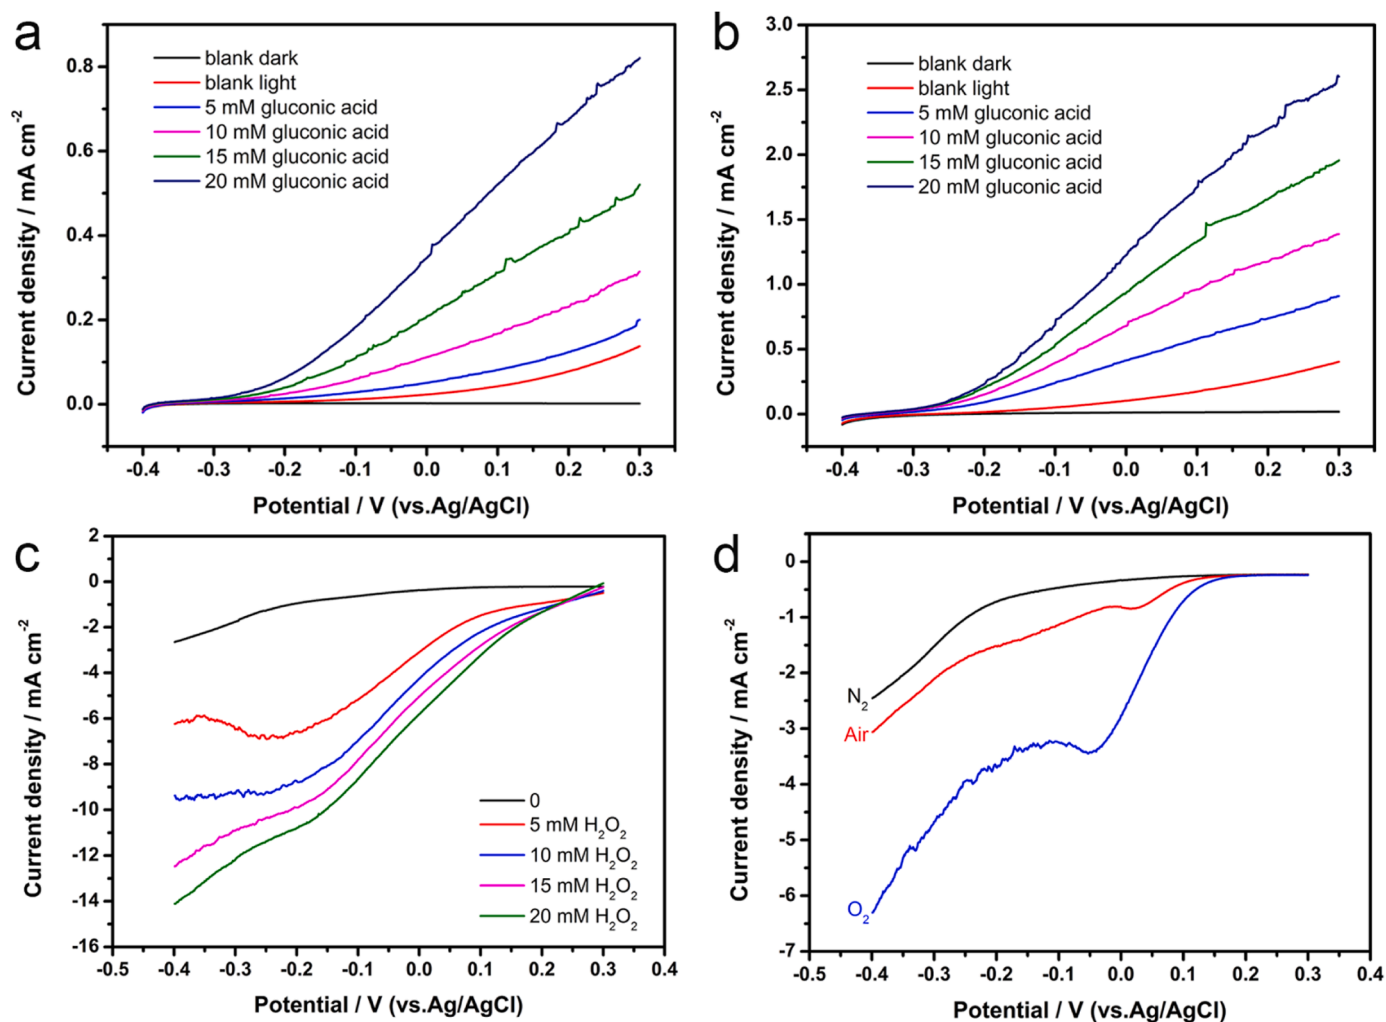 a
blank dark
blank light
5 mM gluconic acid
10 mM gluconic acid
15 mM gluconic acid
20 mM gluconic acid
0.8
0.6
0.4
0.2
0.0
-0.4 -0.3 -0.2 -0.1 0.0 0.1 0.2 0.3
Current density / mA cm⁻²
Potential / V (vs.Ag/AgCl)
b
blank dark
blank light
5 mM gluconic acid
10 mM gluconic acid
15 mM gluconic acid
20 mM gluconic acid
3.0
2.5
2.0
1.5
1.0
0.5
0.0
-0.4 -0.3 -0.2 -0.1 0.0 0.1 0.2 0.3
Current density / mA cm⁻²
Potential / V (vs.Ag/AgCl)
c
2
0
-2
-4
-6
-8
-10
-12
-14
-16
0
5 mM H₂O₂
10 mM H₂O₂
15 mM H₂O₂
20 mM H₂O₂
-0.5 -0.4 -0.3 -0.2 -0.1 0.0 0.1 0.2 0.3 0.4
Current density / mA cm⁻²
Potential / V (vs.Ag/AgCl)
d
0
-1
-2
-3
-4
-5
-6
-7
N₂
Air
O₂
-0.5 -0.4 -0.3 -0.2 -0.1 0.0 0.1 0.2 0.3 0.4
Current density / mA cm⁻²
Potential / V (vs.Ag/AgCl)